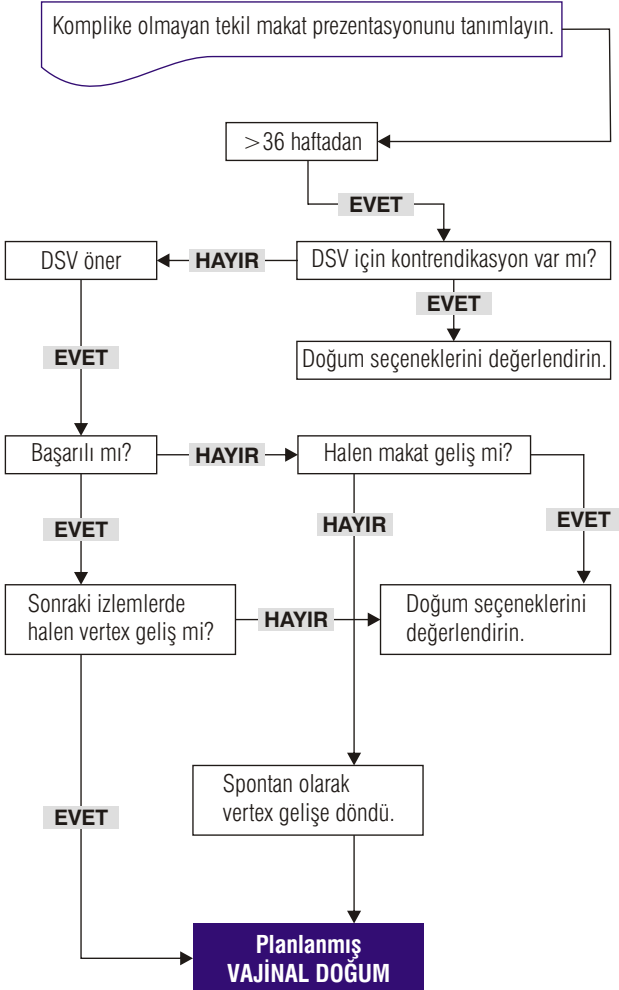 Komplike olmayan tekil makat prezentasyonunu tanımlayın.
>36 haftadan
EVET
DSV öner
HAYIR
DSV için kontrendikasyon var mı?
EVET
Doğum seçeneklerini değerlendirin.
EVET
Başarılı mı?
HAYIR
Halen makat geliş mi?
EVET
HAYIR
EVET
Sonraki izlemlerde
halen vertex geliş mi?
HAYIR
Doğum seçeneklerini
değerlendirin.
Spontan olarak
vertex gelişe döndü.
EVET
Planlanmış
VAJİNAL DOĞUM